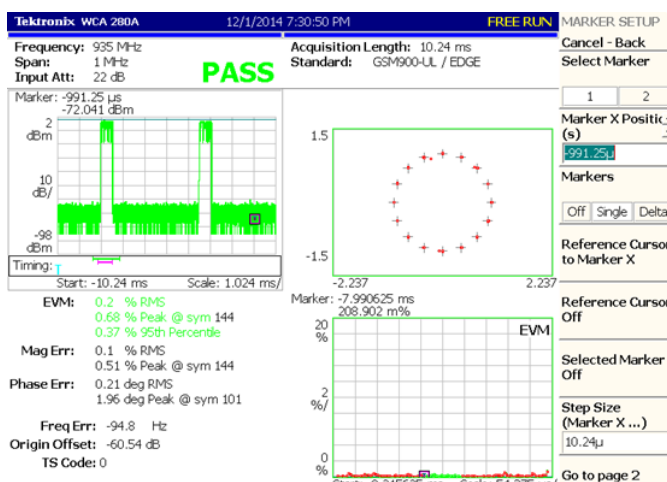 Tektronix WCA 280A 12/1/2014 7:30:50 PM FREE RUN
Frequency: 935 MHz
Span: 1 MHz
Input Att: 22 dB
PASS
Acquisition Length: 10.24 ms
Standard: GSM900-UL / EDGE
Marker: -991.25 µs
-72.041 dBm
2
dBm
10
dB/
-98
dBm
Timing: T
Start: -10.24 ms Scale: 1.024 ms/
1.5
-1.5
-2.237 2.237
EVM: 0.2 % RMS
0.68 % Peak @ sym 144
0.37 % 95th Percentile
Mag Err: 0.1 % RMS
0.51 % Peak @ sym 144
Phase Err: 0.21 deg RMS
1.96 deg Peak @ sym 101
Freq Err: -94.8 Hz
Origin Offset: -60.54 dB
TS Code: 0
Marker: -7.990625 ms
208.902 m%
20
%
EVM
2
%/
0
%
MARKER SETUP
Cancel - Back
Select Marker
1 2
Marker X Positic
(s)
-991.25µ
Markers
Off Single Delta
Reference Cursor
to Marker X
Reference Cursor
Off
Selected Marker
Off
Step Size
(Marker X ...)
10.24µ
Go to page 2